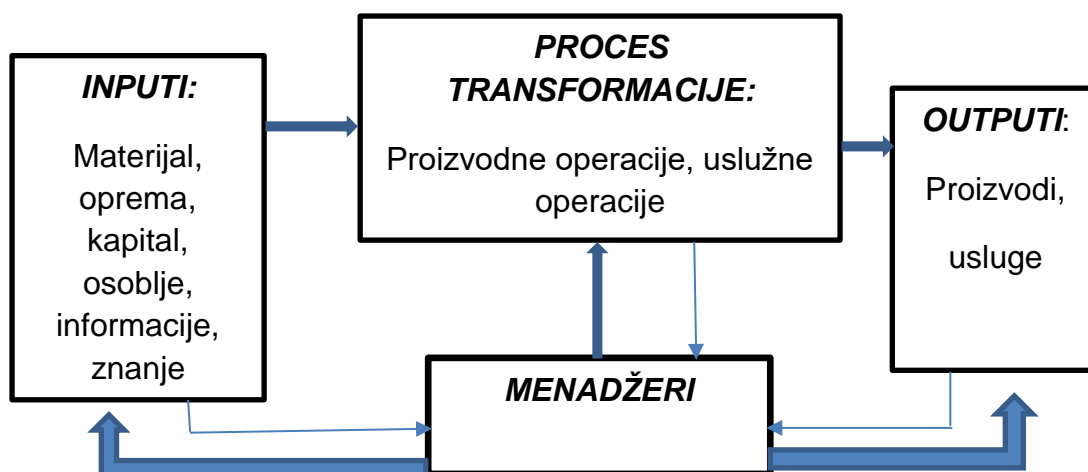 INPUTI:
Materijal,
oprema,
kapital,
osoblje,
informacije,
znanje
PROCES
TRANSFORMACIJE:
Proizvodne operacije, uslužne
operacije
OUTPUTI:
Proizvodi,
usluge
MENADŽERI